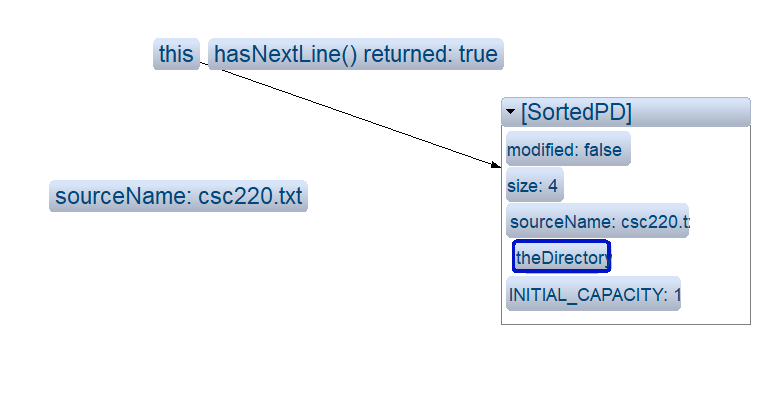 this
hasNextLine() returned: true
[SortedPD]
modified: false
size: 4
sourceName: csc220.txt
sourceName: csc220.t
theDirectory
INITIAL_CAPACITY: 1